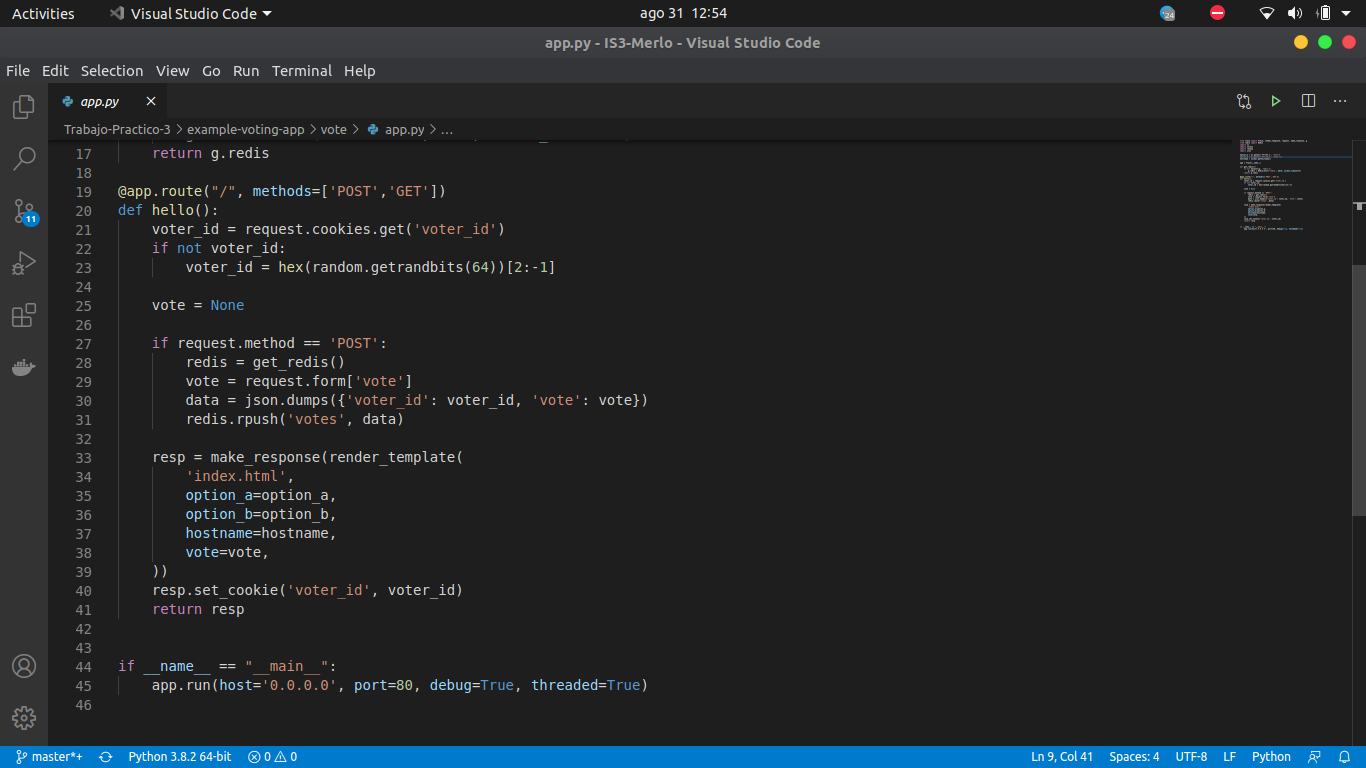 Activities Visual Studio Code ago 31 12:54 24
app.py - IS3-Merlo - Visual Studio Code
File Edit Selection View Go Run Terminal Help
app.py
Trabajo-Practico-3 > example-voting-app > vote > app.py > ...
17 return g.redis
18
19 @app.route("/", methods=['POST','GET'])
20 def hello():
21 voter_id = request.cookies.get('voter_id')
22 if not voter_id:
23 voter_id = hex(random.getrandbits(64))[2:-1]
24
25 vote = None
26
27 if request.method == 'POST':
28 redis = get_redis()
29 vote = request.form['vote']
30 data = json.dumps({'voter_id': voter_id, 'vote': vote})
31 redis.rpush('votes', data)
32
33 resp = make_response(render_template(
34 'index.html',
35 option_a=option_a,
36 option_b=option_b,
37 hostname=hostname,
38 vote=vote,
39 ))
40 resp.set_cookie('voter_id', voter_id)
41 return resp
42
43
44 if __name__ == "__main__":
45 app.run(host='0.0.0.0', port=80, debug=True, threaded=True)
46
11
master*+ Python 3.8.2 64-bit 0 0 Ln 9, Col 41 Spaces: 4 UTF-8 LF Python